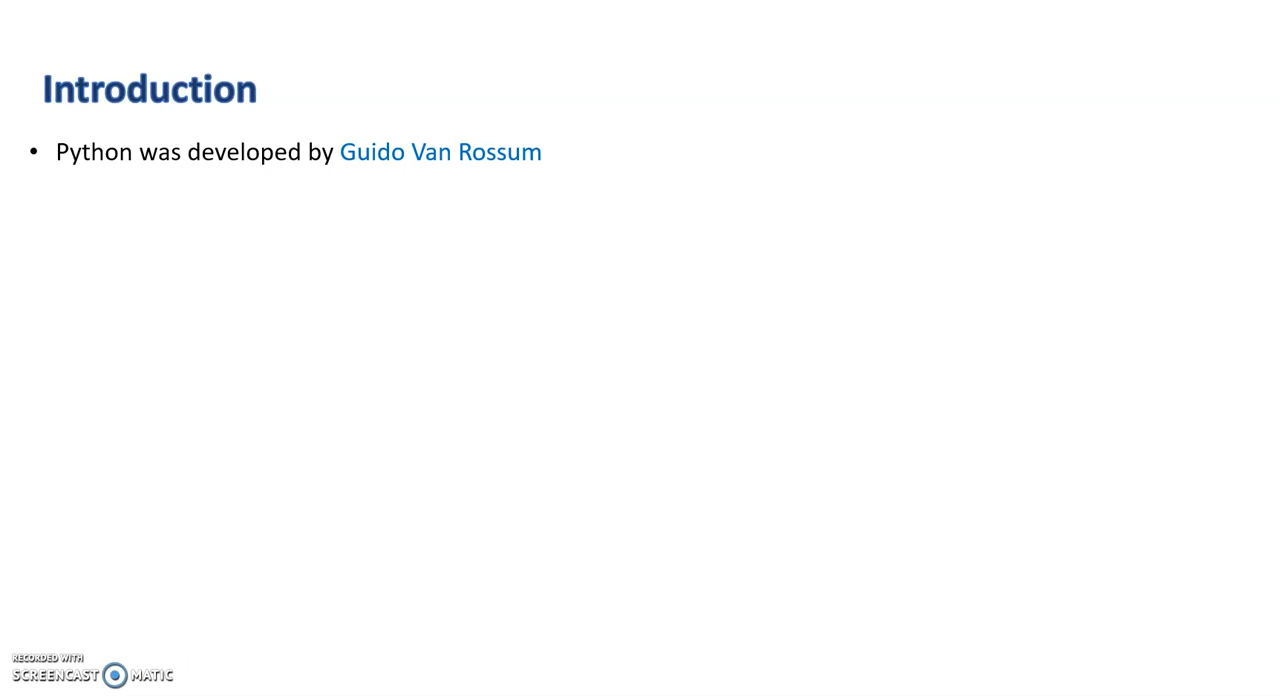 Introduction
• Python was developed by Guido Van Rossum
RECORDED WITH
SCREENCAST MATIC